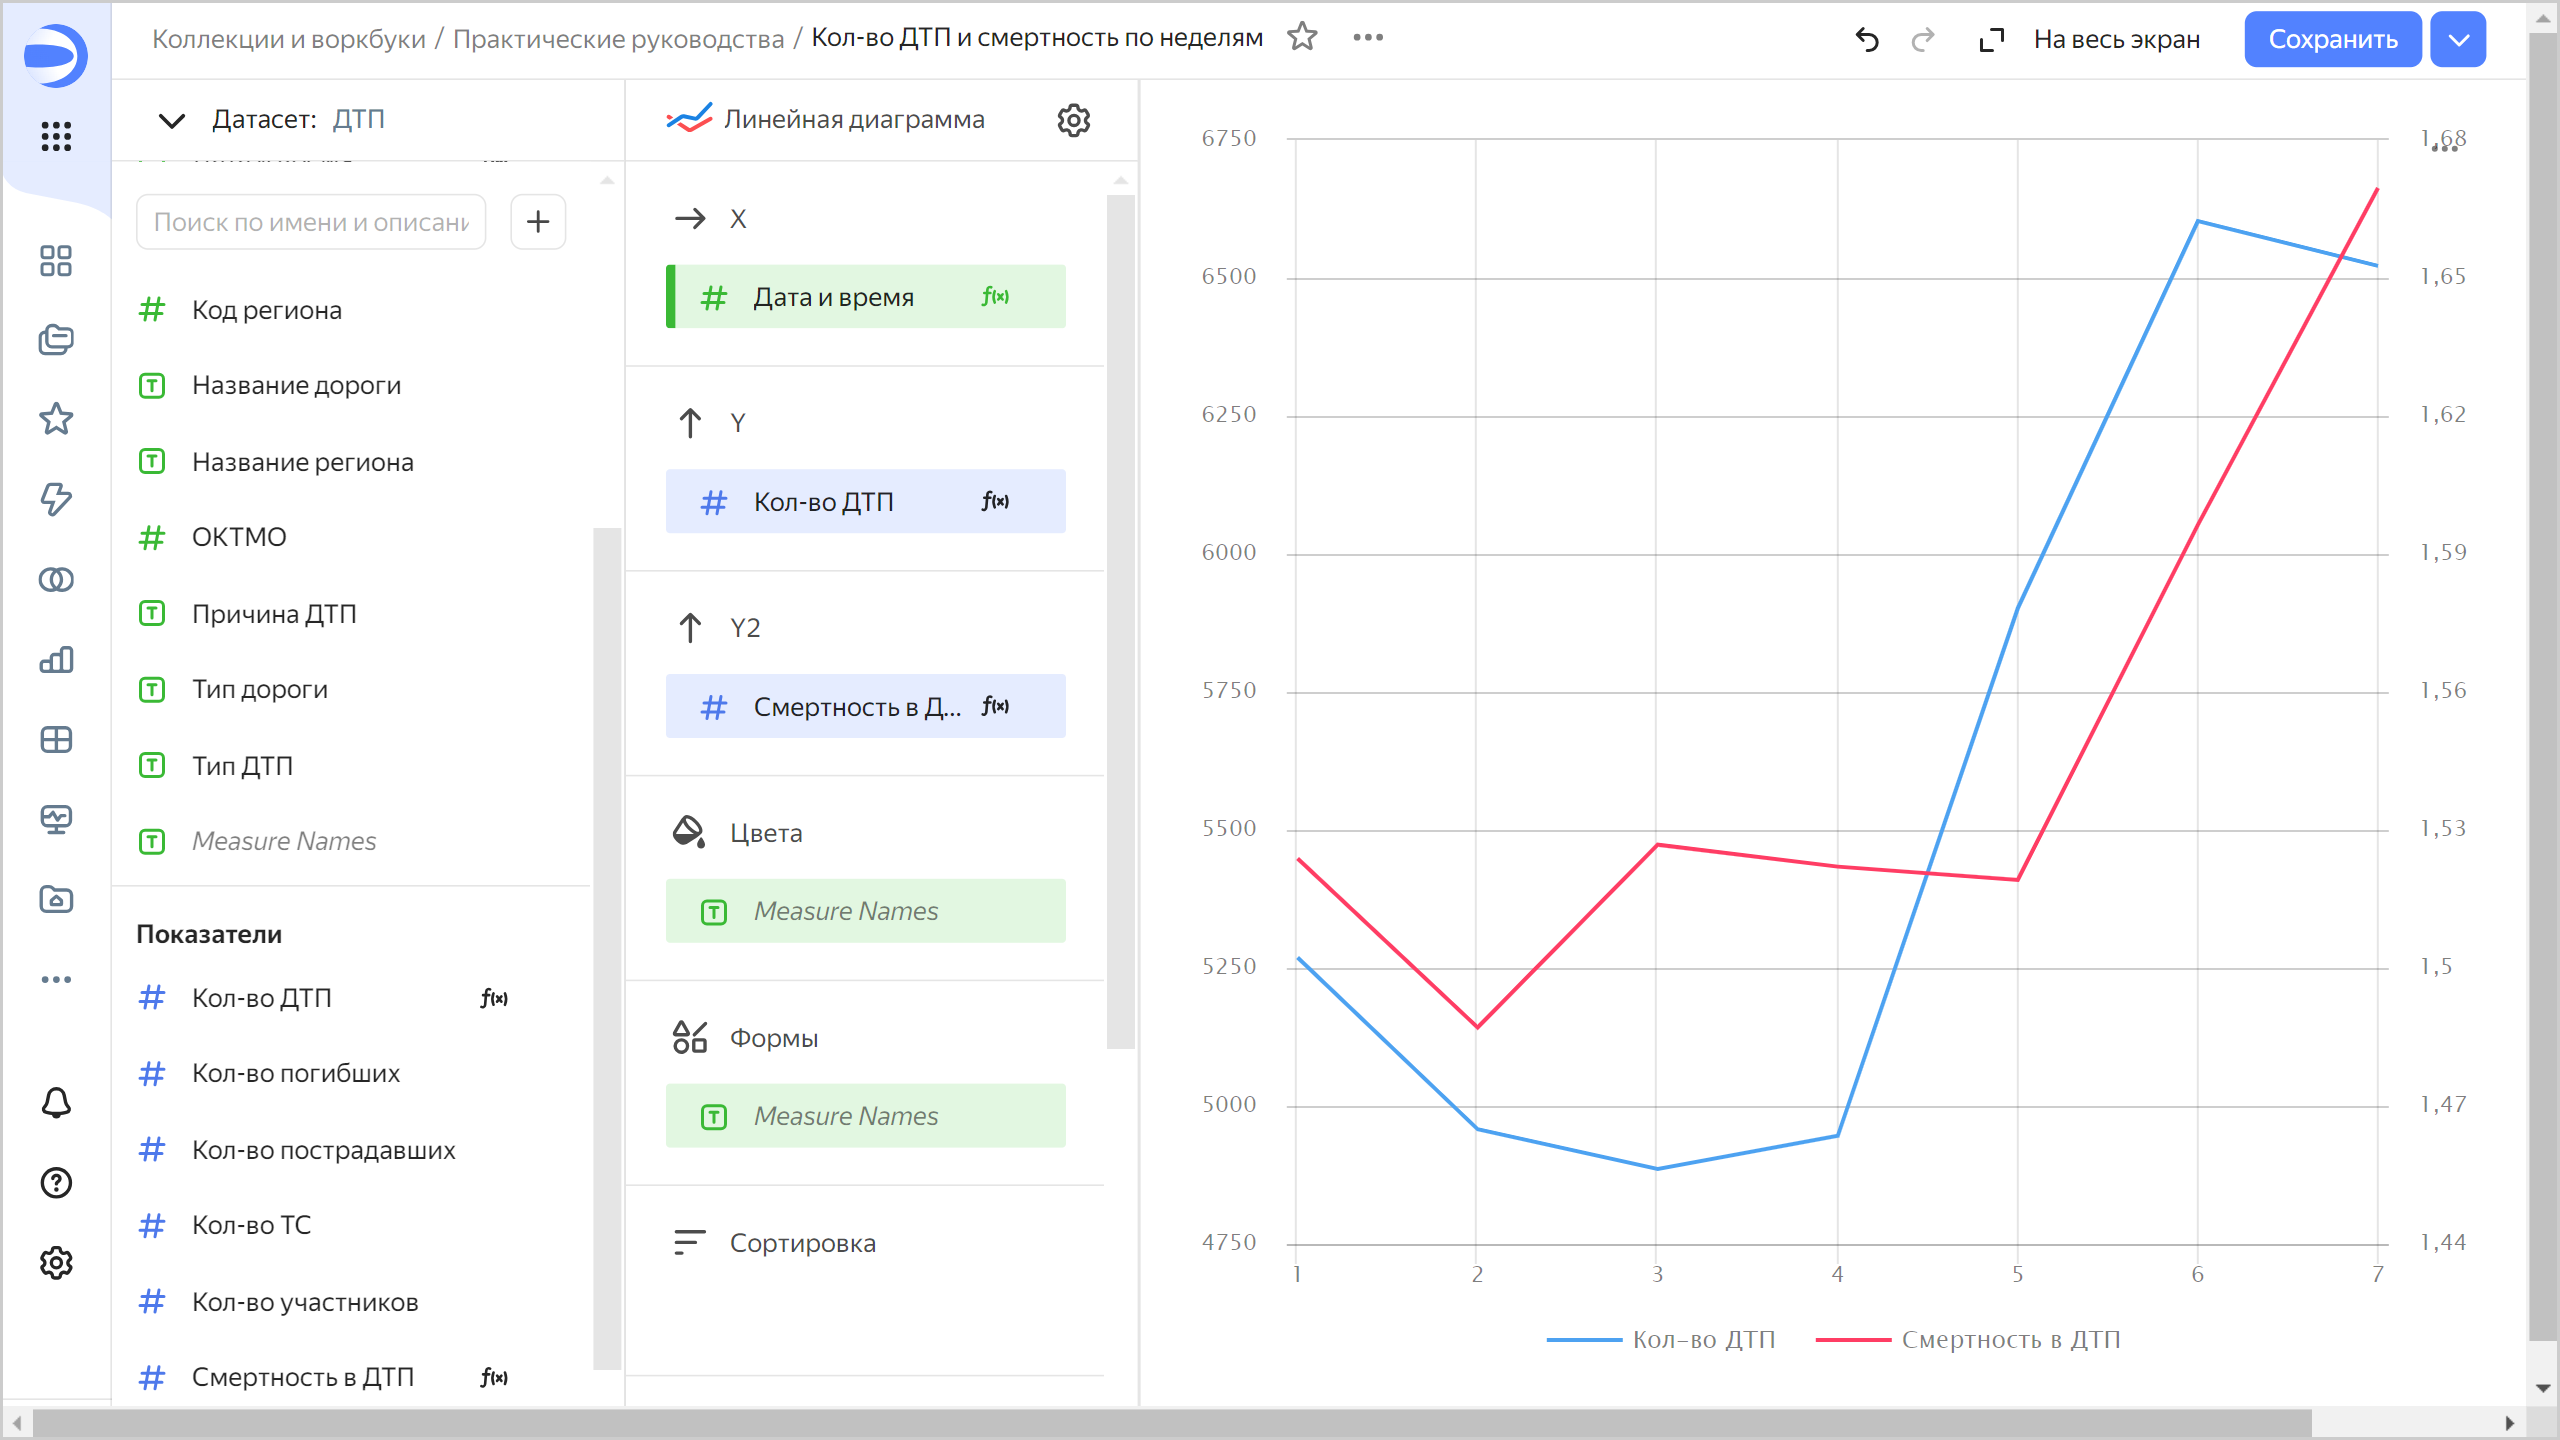 Коллекции и воркбуки / Практические руководства / Кол-во ДТП и смертность по неделям
На весь экран
Сохранить
Датасет: ДТП
Поиск по имени и описани
Код региона
Название дороги
Название региона
ОКТМО
Причина ДТП
Тип дороги
Тип ДТП
Measure Names
Показатели
Кол-во ДТП f(x)
Кол-во погибших
Кол-во пострадавших
Кол-во ТС
Кол-во участников
Смертность в ДТП f(x)
Линейная диаграмма
X
Дата и время f(x)
Y
Кол-во ДТП f(x)
Y2
Смертность в Д... f(x)
Цвета
Measure Names
Формы
Measure Names
Сортировка
6750
6500
6250
6000
5750
5500
5250
5000
4750
1,68
1,65
1,62
1,59
1,56
1,53
1,5
1,47
1,44
1 2 3 4 5 6 7
Кол-во ДТП Смертность в ДТП